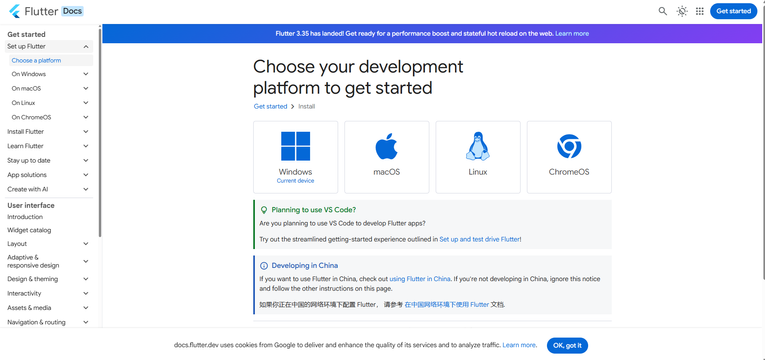 Flutter Docs
Get started
Flutter 3.35 has landed! Get ready for a performance boost and stateful hot reload on the web. Learn more
Get started
Set up Flutter
Choose a platform
On Windows
On macOS
On Linux
On ChromeOS
Install Flutter
Learn Flutter
Stay up to date
App solutions
Create with AI
User interface
Introduction
Widget catalog
Layout
Adaptive &
responsive design
Design & theming
Interactivity
Assets & media
Navigation & routing
Choose your development
platform to get started
Get started > Install
Windows
Current device
macOS
Linux
ChromeOS
Planning to use VS Code?
Are you planning to use VS Code to develop Flutter apps?
Try out the streamlined getting-started experience outlined in Set up and test drive Flutter!
Developing in China
If you want to use Flutter in China, check out using Flutter in China. If you're not developing in China, ignore this notice
and follow the other instructions on this page.
如果你正在中国的网络环境下配置 Flutter， 请参考 在中国网络环境下使用 Flutter 文档.
docs.flutter.dev uses cookies from Google to deliver and enhance the quality of its services and to analyze traffic. Learn more.
OK, got it